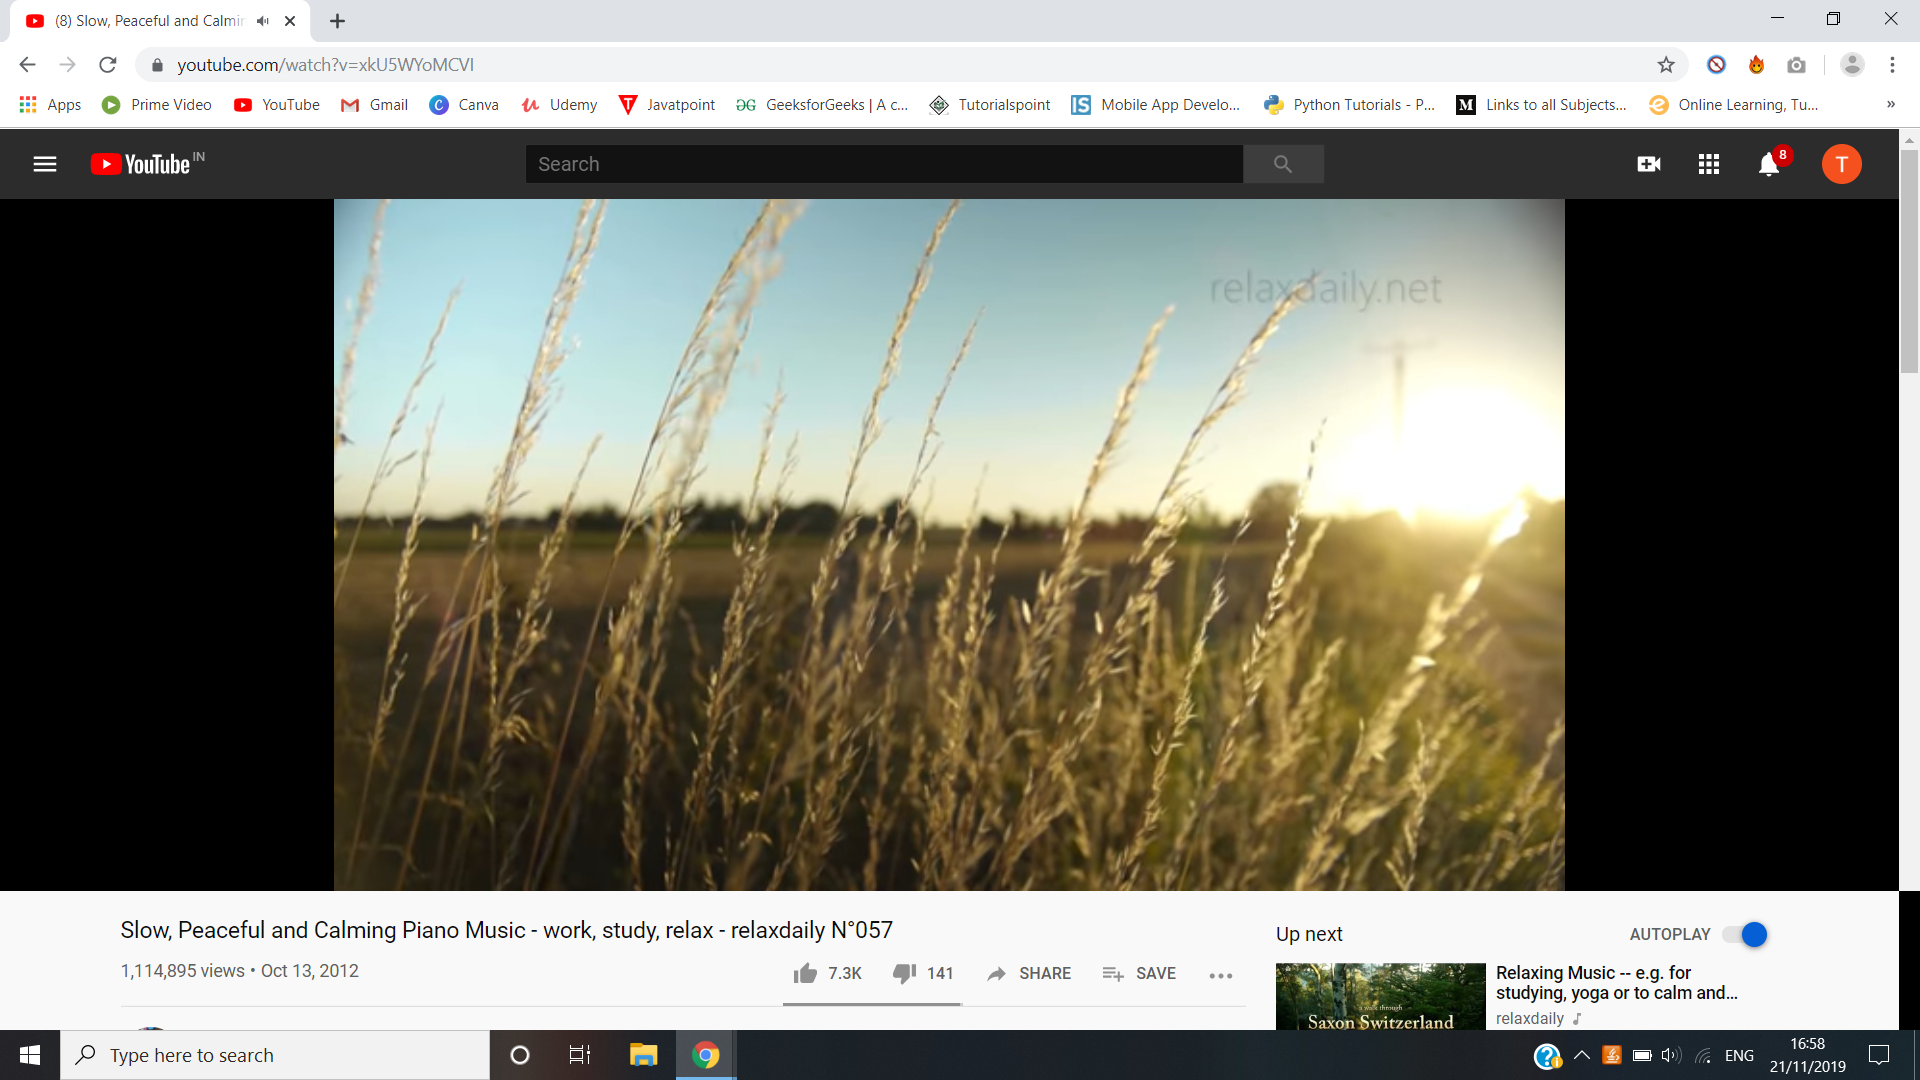 (8) Slow, Peaceful and Calmin
youtube.com/watch?v=xkU5WYoMCVI
Apps Prime Video YouTube Gmail Canva Udemy Javatpoint GeeksforGeeks | A c... Tutorialspoint Mobile App Develo... Python Tutorials - P... Links to all Subjects... Online Learning, Tu... »
YouTube IN Search 8 T
relaxdaily.net
Slow, Peaceful and Calming Piano Music - work, study, relax - relaxdaily N°057
1,114,895 views • Oct 13, 2012
7.3K 141 SHARE SAVE
Up next AUTOPLAY
a walk through
Saxon Switzerland
Relaxing Music -- e.g. for
studying, yoga or to calm and...
relaxdaily
Type here to search
ENG
16:58
21/11/2019